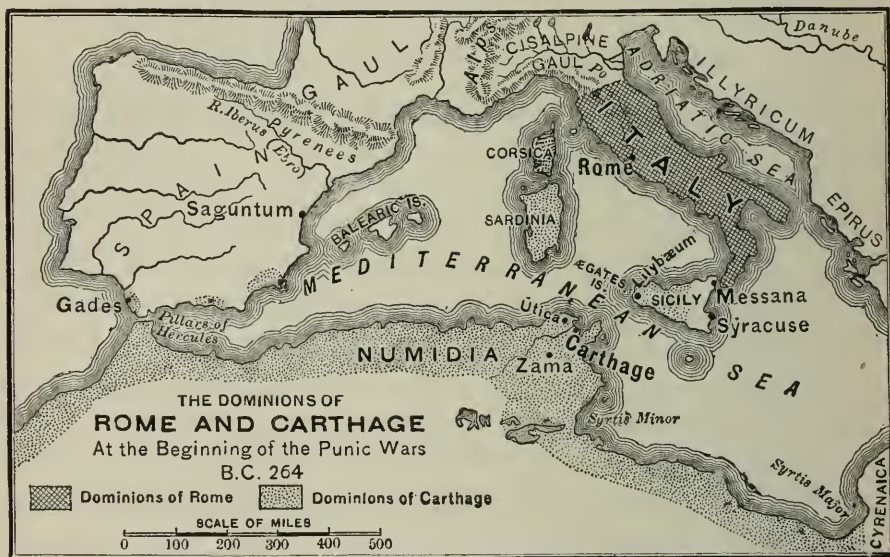 Danube
GAUL
ALPS
CISALPINE
GAUL
Po
ADRIATIC SEA
ILLYRICUM
R. Iberus (Ebro)
Pyrenees
SPAIN
ITALY
CORSICA
Rome
EPIRUS
Saguntum
BALEARIC IS.
SARDINIA
MEDITERRANEAN SEA
ÆGATES
IS.
Lilybæum
SICILY
Messana
Syracuse
Gades
Pillars of
Hercules
Utica
Carthage
NUMIDIA
Zama
THE DOMINIONS OF
ROME AND CARTHAGE
At the Beginning of the Punic Wars
B.C. 264
Syrtis Minor
Syrtis Major
CYRENAICA
Dominions of Rome
Dominions of Carthage
SCALE OF MILES
0 100 200 300 400 500